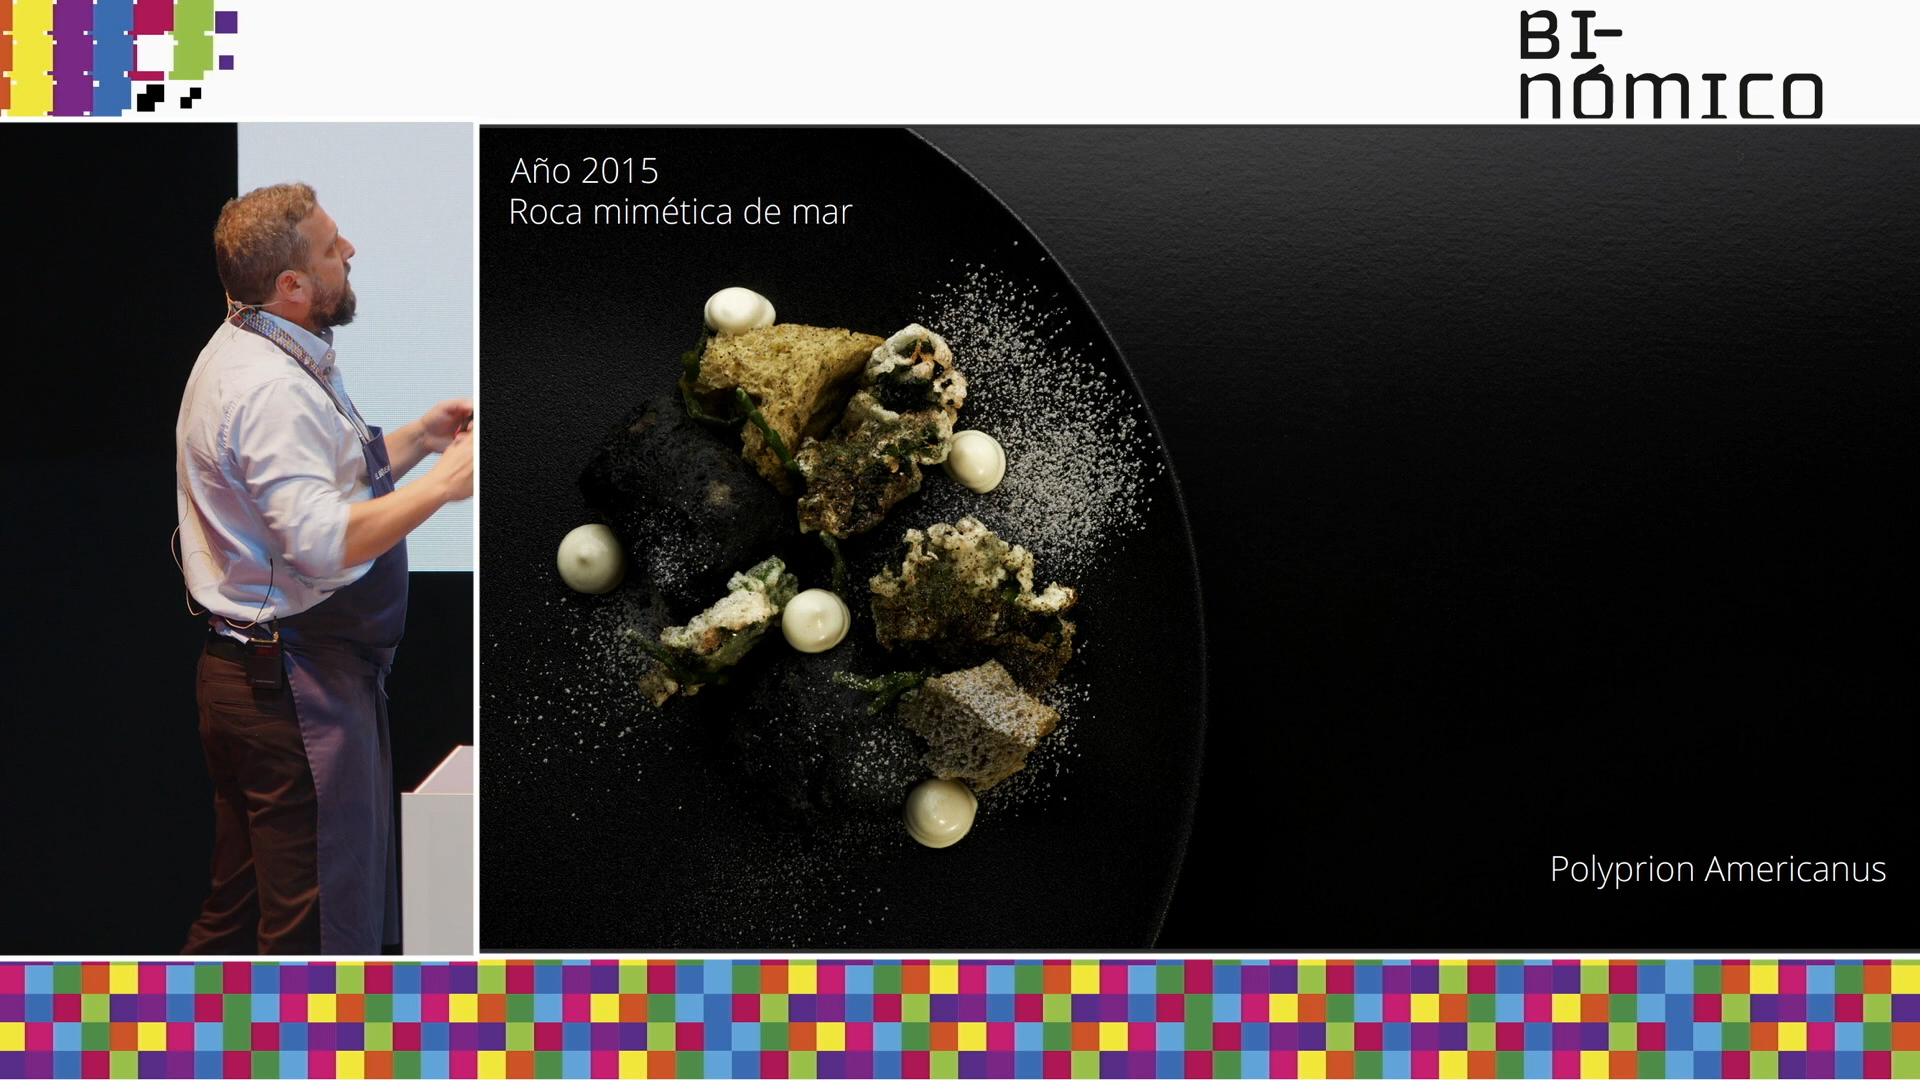 BI-
NÓMICO
Año 2015
Roca mimética de mar
Polyprion Americanus